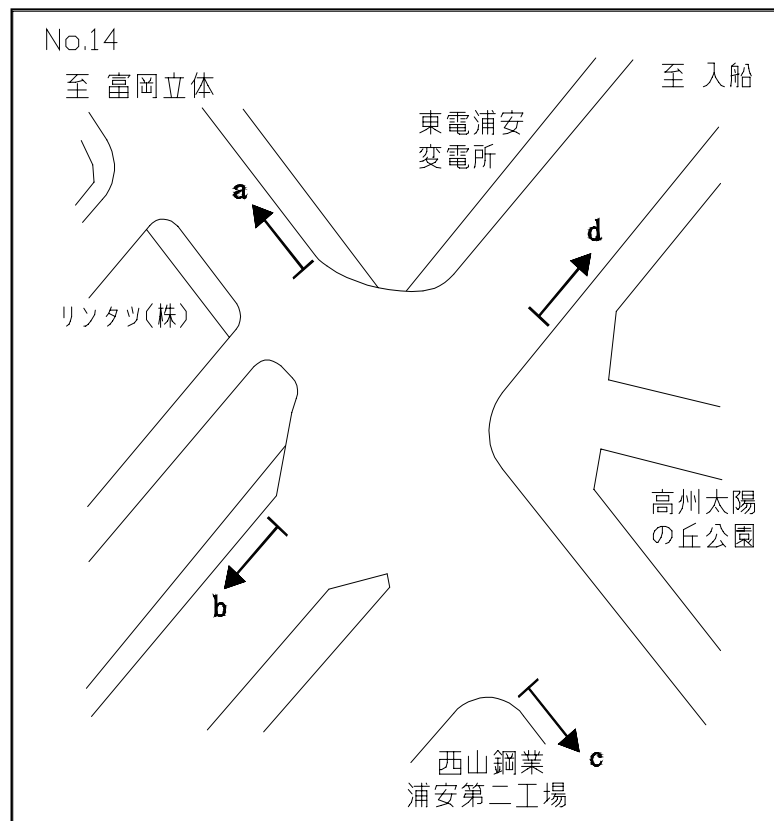 No.14
至 富岡立体
至 入船
東電浦安
変電所
a
d
リンタツ(株)
高州太陽
の丘公園
b
西山鋼業
浦安第二工場
c